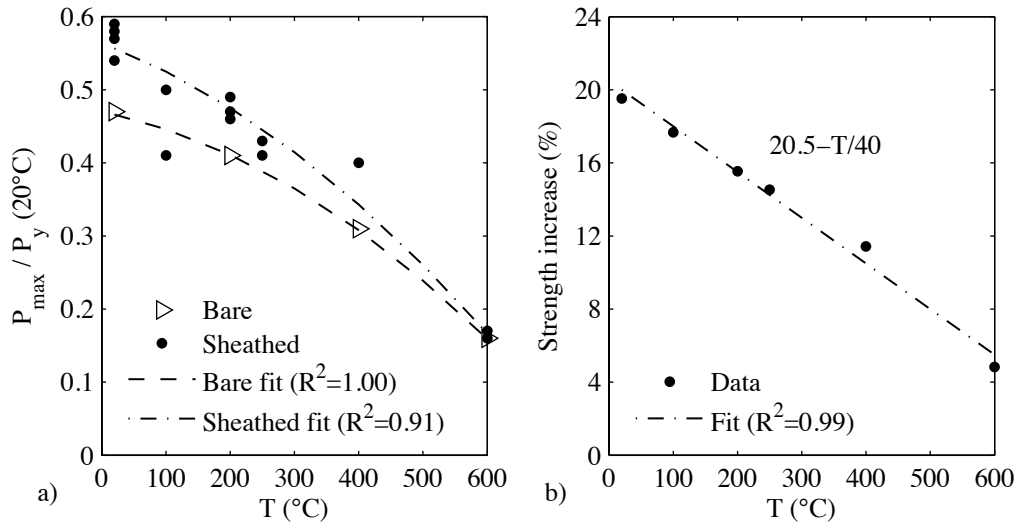 0.6
0.5
0.4
0.3
0.2
0.1
0
P_max / P_y (20°C)
Bare
Sheathed
Bare fit (R²=1.00)
Sheathed fit (R²=0.91)
0 100 200 300 400 500 600
T (°C)
a)
24
20
16
12
8
4
0
Strength increase (%)
20.5−T/40
Data
Fit (R²=0.99)
0 100 200 300 400 500 600
T (°C)
b)